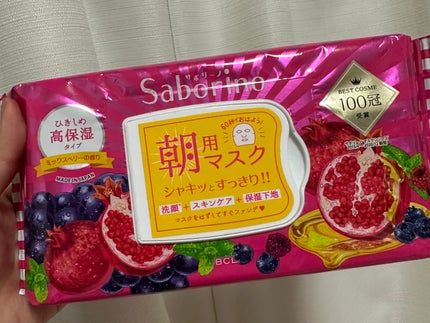 サボリーノ
Saborino
BEST COSME
100冠
受賞
ひきしめ
高保湿
タイプ
ミックスベリーの香り
MADE IN JAPAN
60秒でおはよう!
朝用
マスク
シャキッとすっきり!!
洗顔+スキンケア+保湿下地
マスクをはずしてすぐファンデ♥
BCL